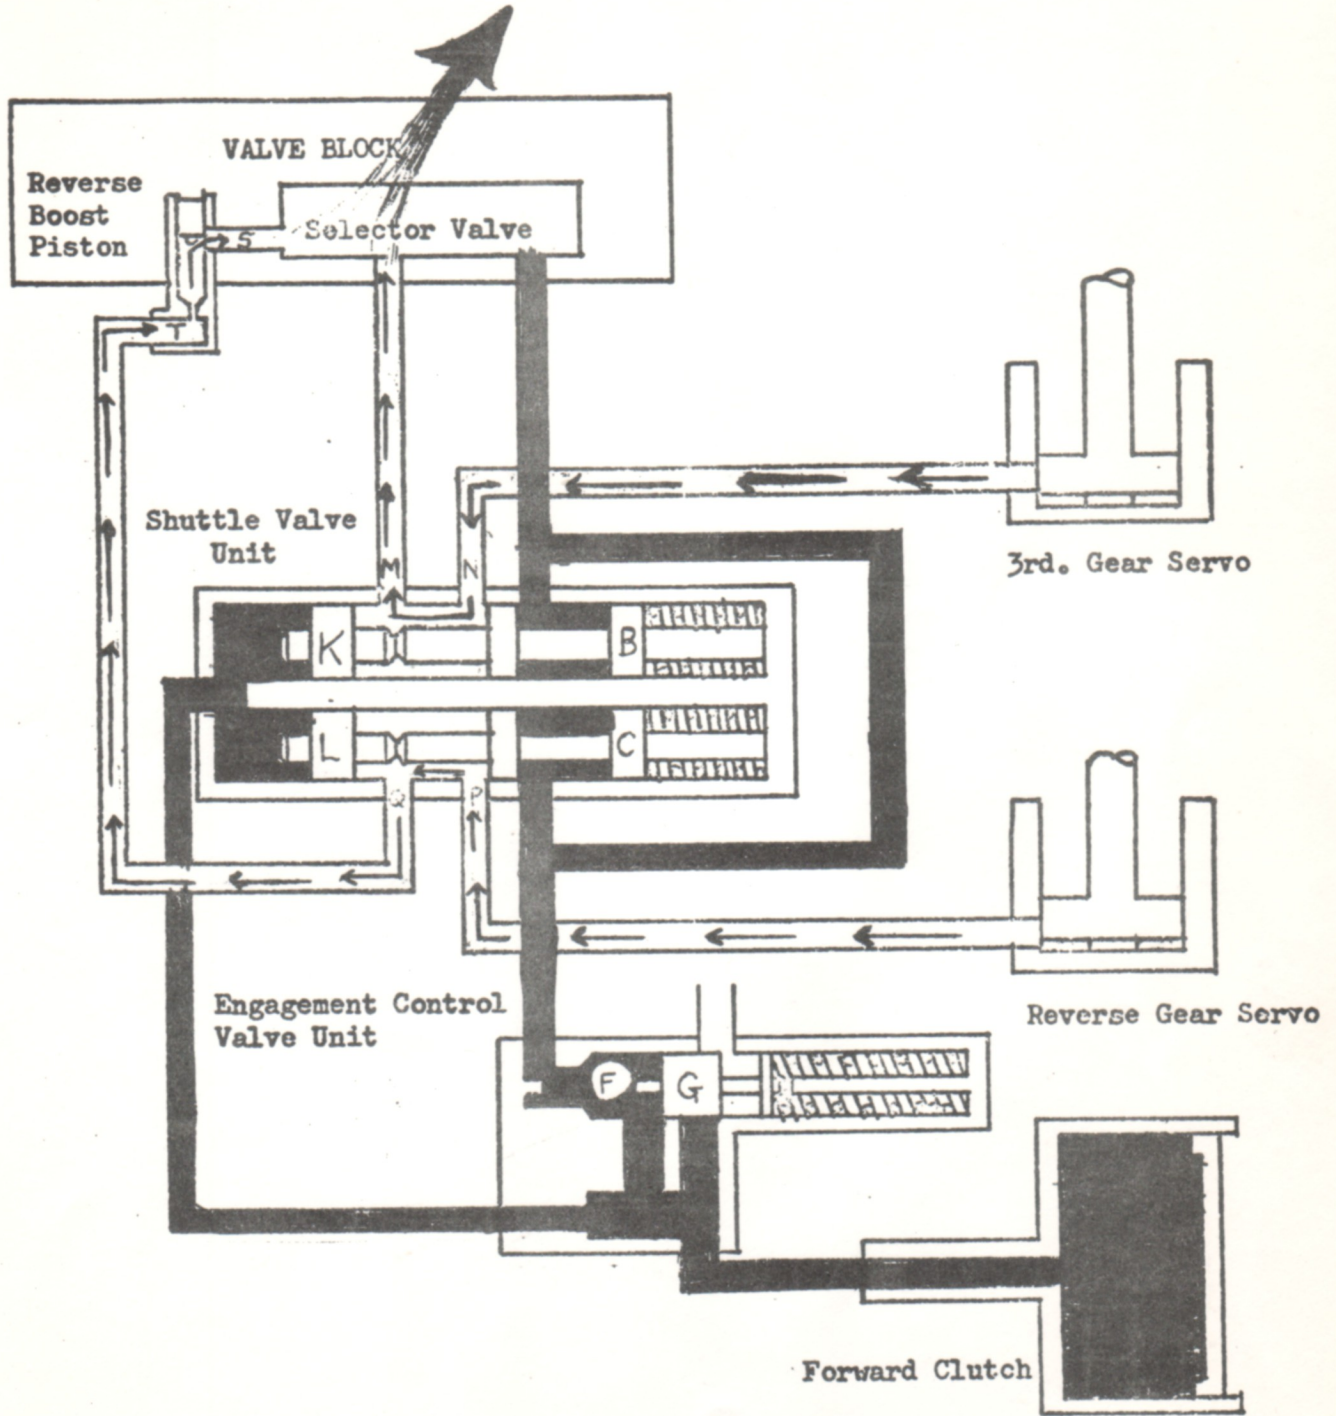 VALVE BLOCK
Reverse
Boost
Piston
S
Selector Valve
T
Shuttle Valve
Unit
3rd. Gear Servo
M
N
K
B
L
C
Q
P
Engagement Control
Valve Unit
Reverse Gear Servo
F
G
Forward Clutch